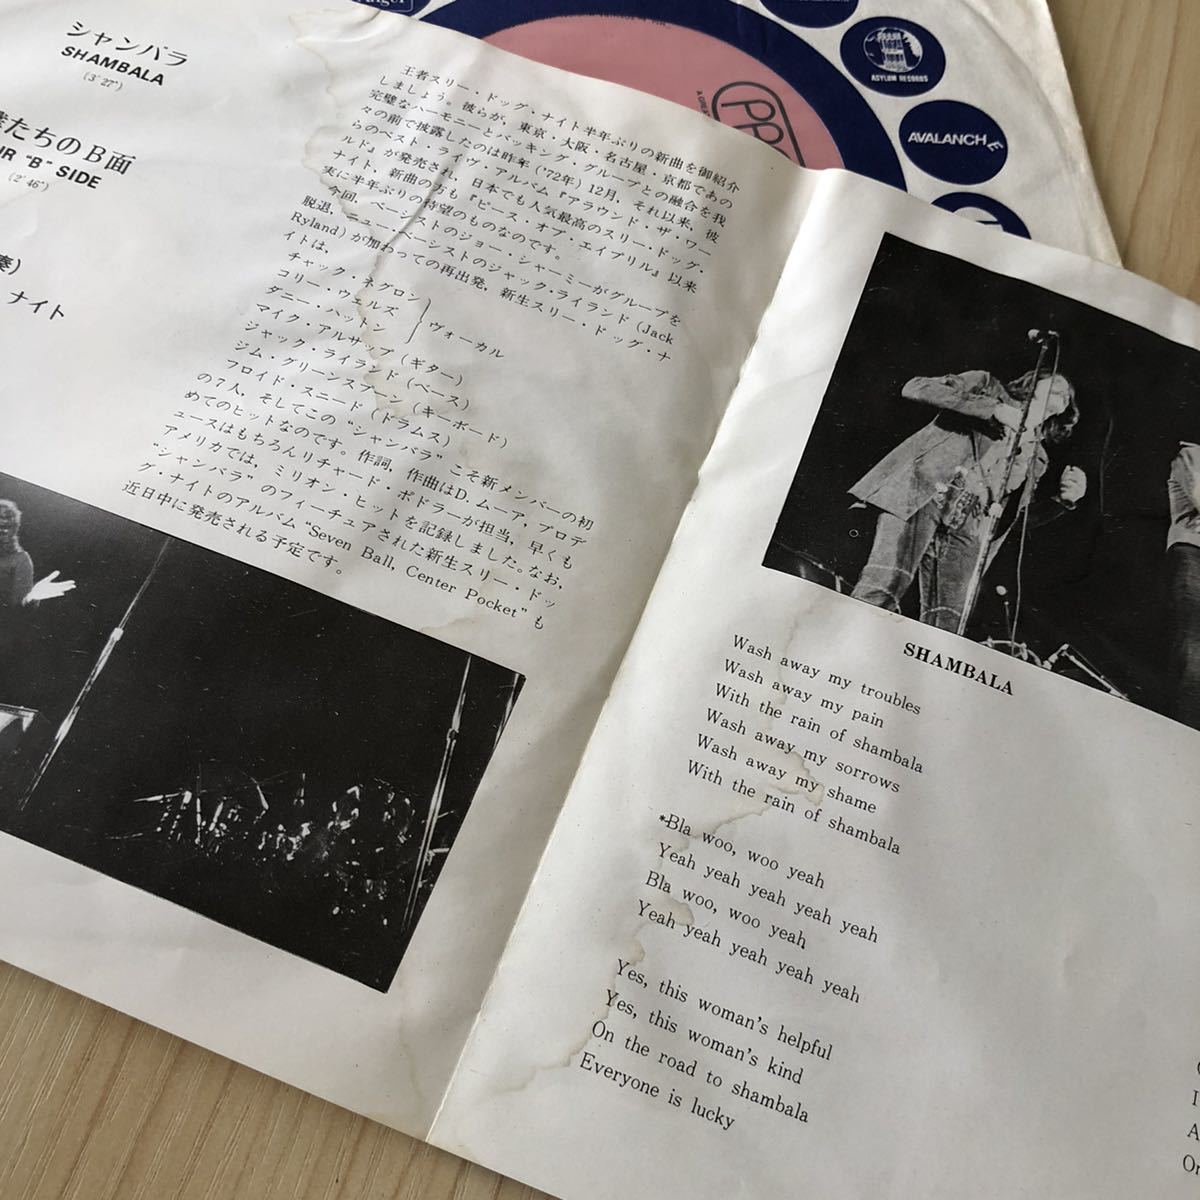 シャンバラ
SHAMBALA
(3′27″)
たちのB面
"B" SIDE
(2′46″)
奏)
ナイト
王者スリー・ドッグ・ナイト半年ぶりの新曲を御紹介
しましょう。彼らが、東京・大阪・名古屋・京都であの
完璧なハーモニーとバッキング・グループとの融合を我
々の前で披露したのは昨年('72年)12月、それ以来、彼
らのベスト・ライヴ・アルバム『アラウンド・ザ・ワー
ルド』が発売され、日本でも人気最高のスリー・ドッグ・
ナイト、新曲の方も『ピース・オブ・エイプリル』以来
実に半年ぶりの待望のものなのです。
今回、ベーシストのジョー・シャーミーがグループを
脱退、ニュー・ベーシストのジャック・ライランド(Jack
Ryland)が加わっての再出発、新生スリー・ドッグ・ナ
イトは、
チャック・ネグロン
コリー・ウェルズ
ダニー・ハットン
ヴォーカル
マイク・アルサップ(ギター)
ジャック・ライランド(ベース)
ジム・グリーンスプーン(キーボード)
フロイド・スニード(ドラムス)
の7人、そしてこの“シャンバラ”こそ新メンバーの初
めてのヒットなのです。作詞、作曲はD.ムーア、プロデ
ュースはもちろんリチャード・ポドラーが担当、早くも
アメリカでは、ミリオン・ヒットを記録しました。なお、
“シャンバラ”のフィーチュアされた新生スリー・ドッ
グ・ナイトのアルバム“Seven Ball, Center Pocket”も
近日中に発売される予定です。
ASYLUM RECORDS
AVALANCHE
SHAMBALA
Wash away my troubles
Wash away my pain
With the rain of shambala
Wash away my sorrows
Wash away my shame
With the rain of shambala
*Bla woo, woo yeah
Yeah yeah yeah yeah yeah
Bla woo, woo yeah
Yeah yeah yeah yeah yeah
Yes, this woman's helpful
Yes, this woman's kind
On the road to shambala
Everyone is lucky